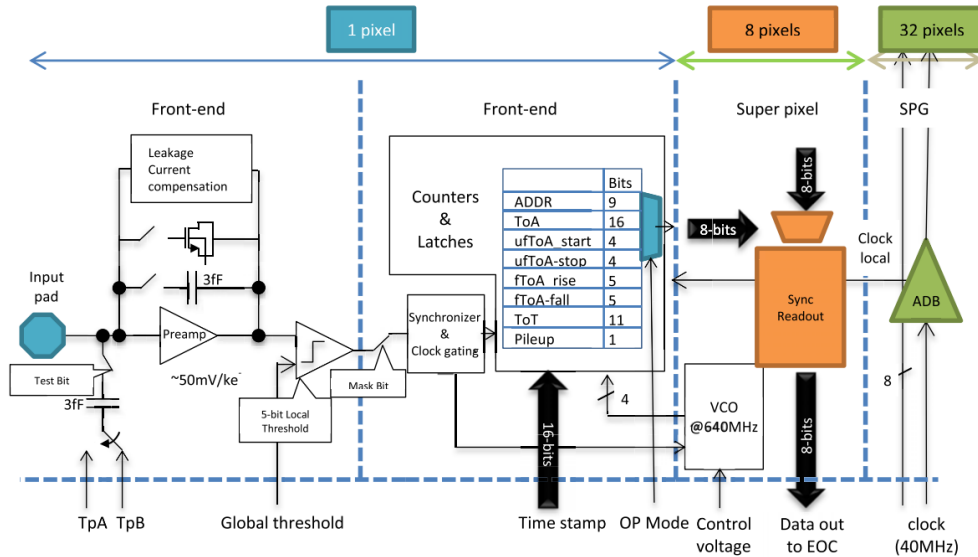 1 pixel
8 pixels
32 pixels
Front-end
Front-end
Super pixel
SPG
Leakage
Current
compensation
3fF
Input
pad
Preamp
~50mV/ke-
Test Bit
3fF
5-bit Local
Threshold
Mask Bit
Synchronizer
&
Clock gating
Counters
&
Latches
Bits
ADDR 9
ToA 16
ufToA_start 4
ufToA-stop 4
fToA_rise 5
fToA-fall 5
ToT 11
Pileup 1
8-bits
8-bits
Clock
local
Sync
Readout
ADB
4
VCO
@640MHz
8
16-bits
8-bits
TpA
TpB
Global threshold
Time stamp
OP Mode
Control
voltage
Data out
to EOC
clock
(40MHz)